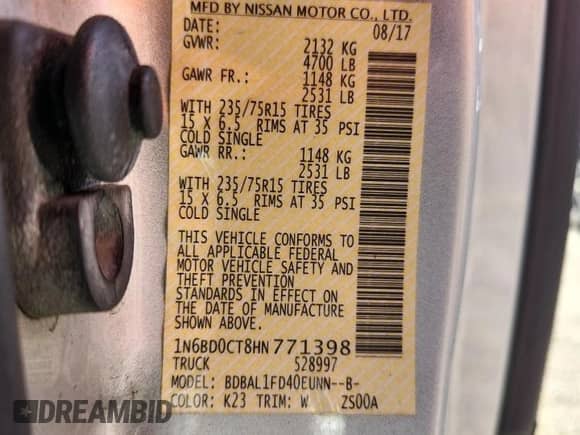 MFD BY NISSAN MOTOR CO., LTD.
DATE: 08/17
GVWR: 2132 KG
4700 LB
GAWR FR.: 1148 KG
2531 LB
WITH 235/75R15 TIRES
15 X 6.5 RIMS AT 35 PSI
COLD SINGLE
GAWR RR.: 1148 KG
2531 LB
WITH 235/75R15 TIRES
15 X 6.5 RIMS AT 35 PSI
COLD SINGLE
THIS VEHICLE CONFORMS TO
ALL APPLICABLE FEDERAL
MOTOR VEHICLE SAFETY AND
THEFT PREVENTION
STANDARDS IN EFFECT ON
THE DATE OF MANUFACTURE
SHOWN ABOVE.
1N6BD0CT8HN771398
TRUCK 528997
MODEL: BDBAL1FD40EUNN--B-
COLOR: K23 TRIM: W ZS00A
DREAMBID